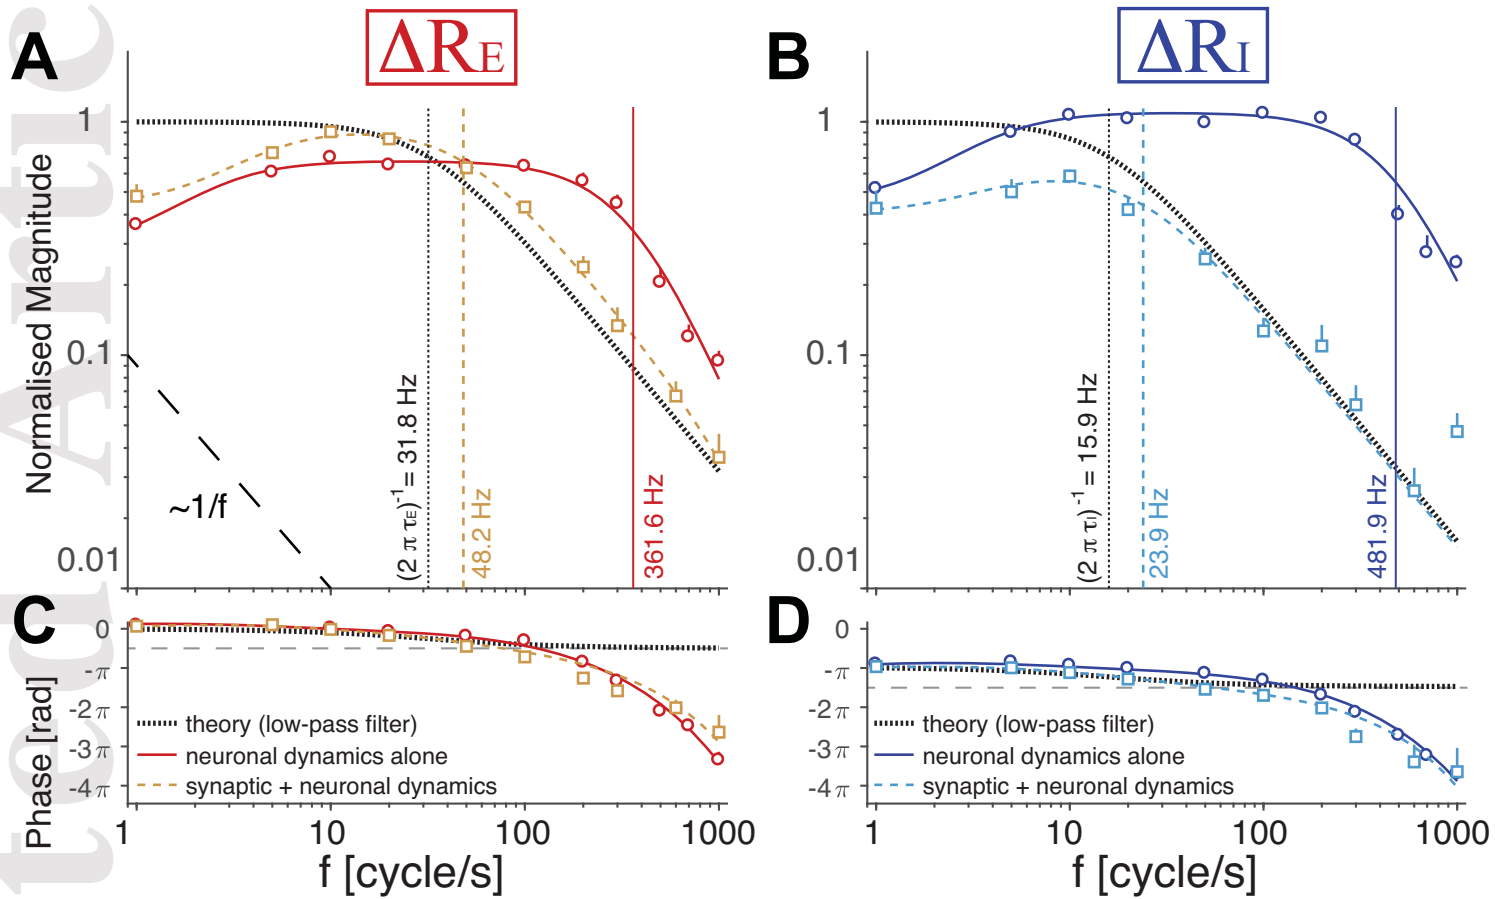 A
ΔRE
B
ΔRI
1
0.1
0.01
Normalised Magnitude
~1/f
(2 π τE)-1 = 31.8 Hz
48.2 Hz
361.6 Hz
1
0.1
0.01
(2 π τI)-1 = 15.9 Hz
23.9 Hz
481.9 Hz
C
0
-π
-2π
-3π
-4π
Phase [rad]
theory (low-pass filter)
neuronal dynamics alone
synaptic + neuronal dynamics
1 10 100 1000
f [cycle/s]
D
0
-π
-2π
-3π
-4π
theory (low-pass filter)
neuronal dynamics alone
synaptic + neuronal dynamics
1 10 100 1000
f [cycle/s]
ted Artic